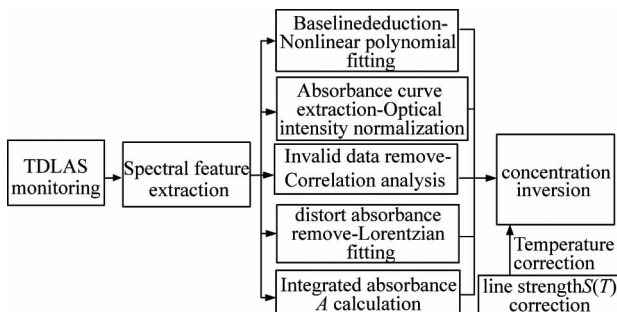 TDLAS
monitoring
Spectral feature
extraction
Baselinededuction-
Nonlinear polynomial
fitting
Absorbance curve
extraction-Optical
intensity normalization
Invalid data remove-
Correlation analysis
distort absorbance
remove-Lorentzian
fitting
Integrated absorbance
A calculation
concentration
inversion
Temperature
correction
line strengthS(T)
correction